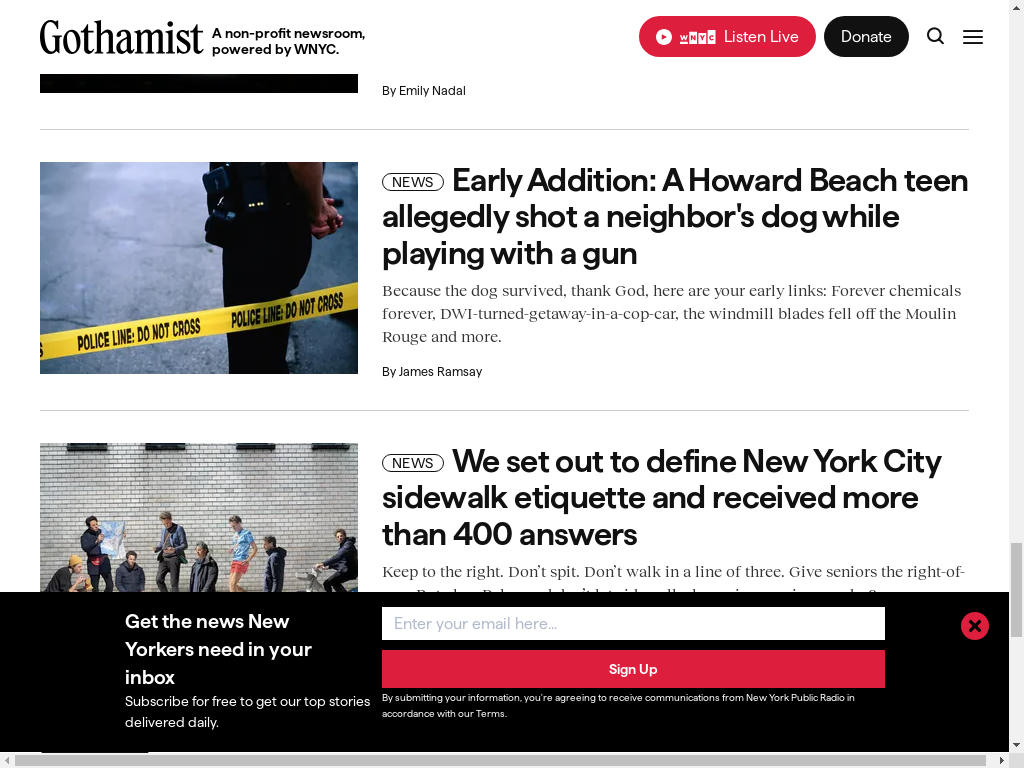 Gothamist
A non-profit newsroom,
powered by WNYC.
WNYC Listen Live
Donate
By Emily Nadal
NEWS Early Addition: A Howard Beach teen
allegedly shot a neighbor's dog while
playing with a gun
POLICE LINE: DO NOT CROSS POLICE LINE: DO NOT CROSS
Because the dog survived, thank God, here are your early links: Forever chemicals
forever, DWI-turned-getaway-in-a-cop-car, the windmill blades fell off the Moulin
Rouge and more.
By James Ramsay
NEWS We set out to define New York City
sidewalk etiquette and received more
than 400 answers
Keep to the right. Don’t spit. Don’t walk in a line of three. Give seniors the right-of-
Get the news New
Yorkers need in your
inbox
Subscribe for free to get our top stories
delivered daily.
Enter your email here...
Sign Up
By submitting your information, you're agreeing to receive communications from New York Public Radio in
accordance with our Terms.